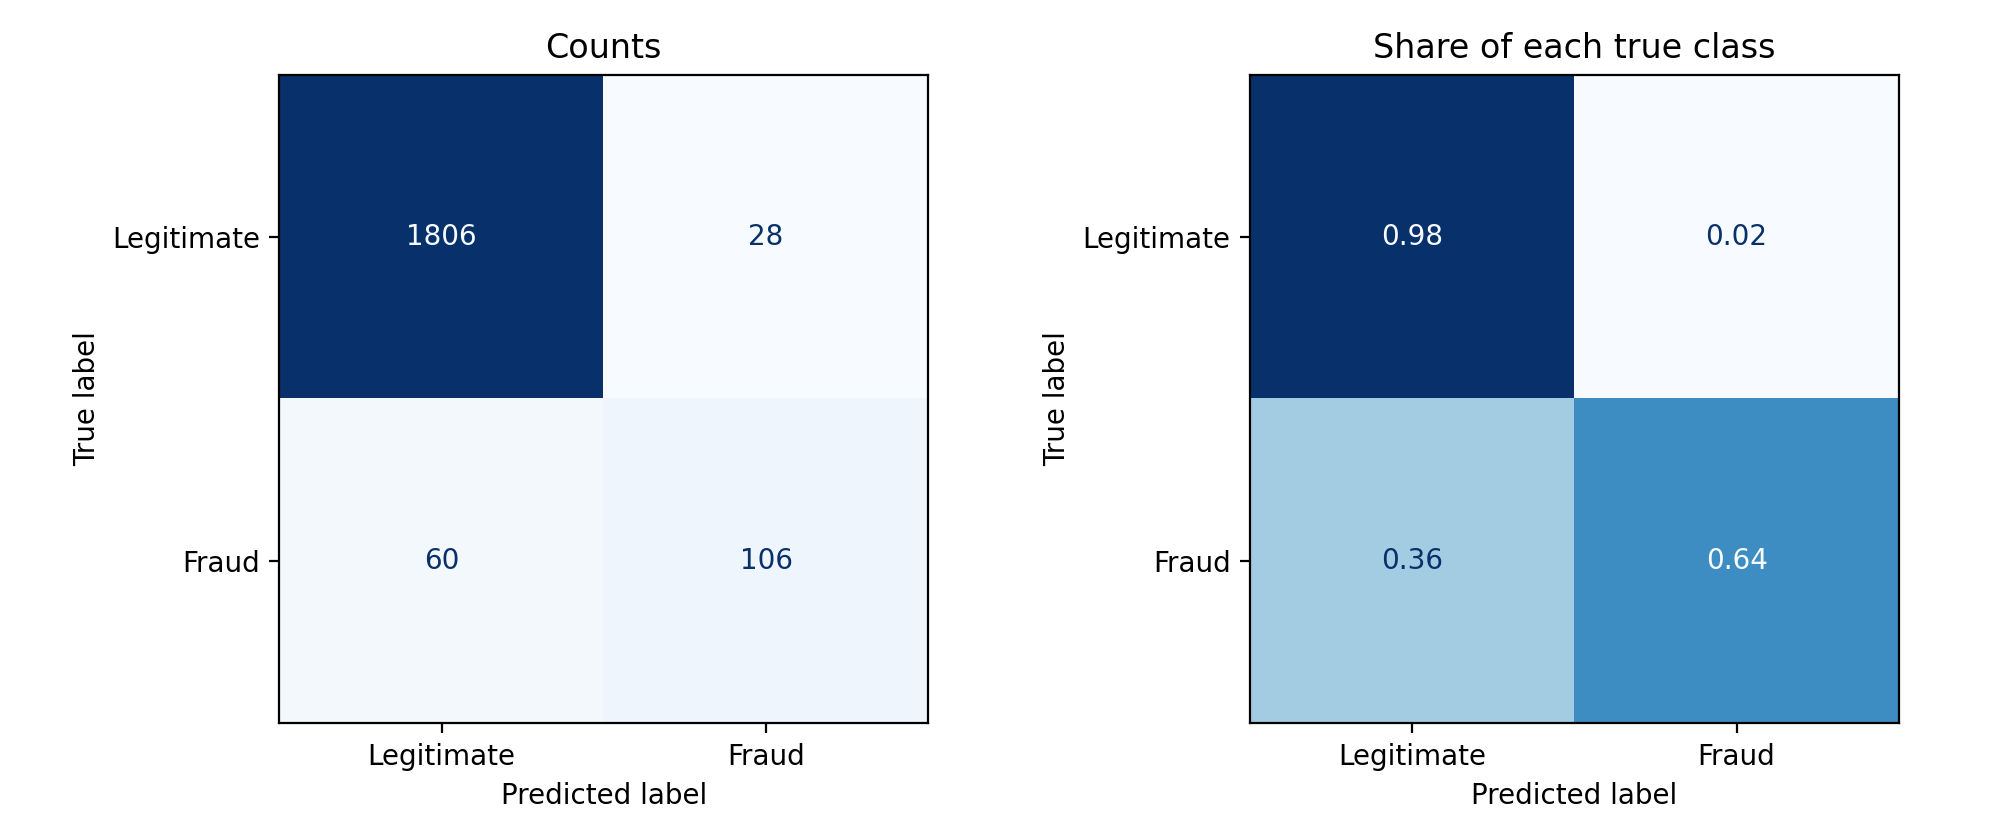 Counts
True label
Legitimate
1806
28
Fraud
60
106
Legitimate
Fraud
Predicted label
Share of each true class
True label
Legitimate
0.98
0.02
Fraud
0.36
0.64
Legitimate
Fraud
Predicted label